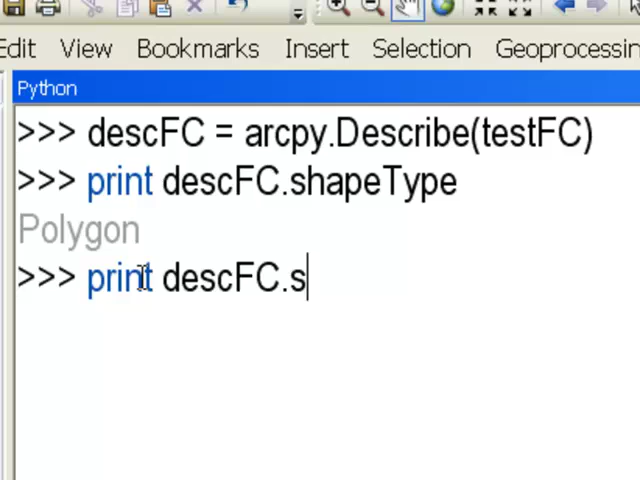 Edit View Bookmarks Insert Selection Geoprocessin
Python
>>> descFC = arcpy.Describe(testFC)
>>> print descFC.shapeType
Polygon
>>> print descFC.s